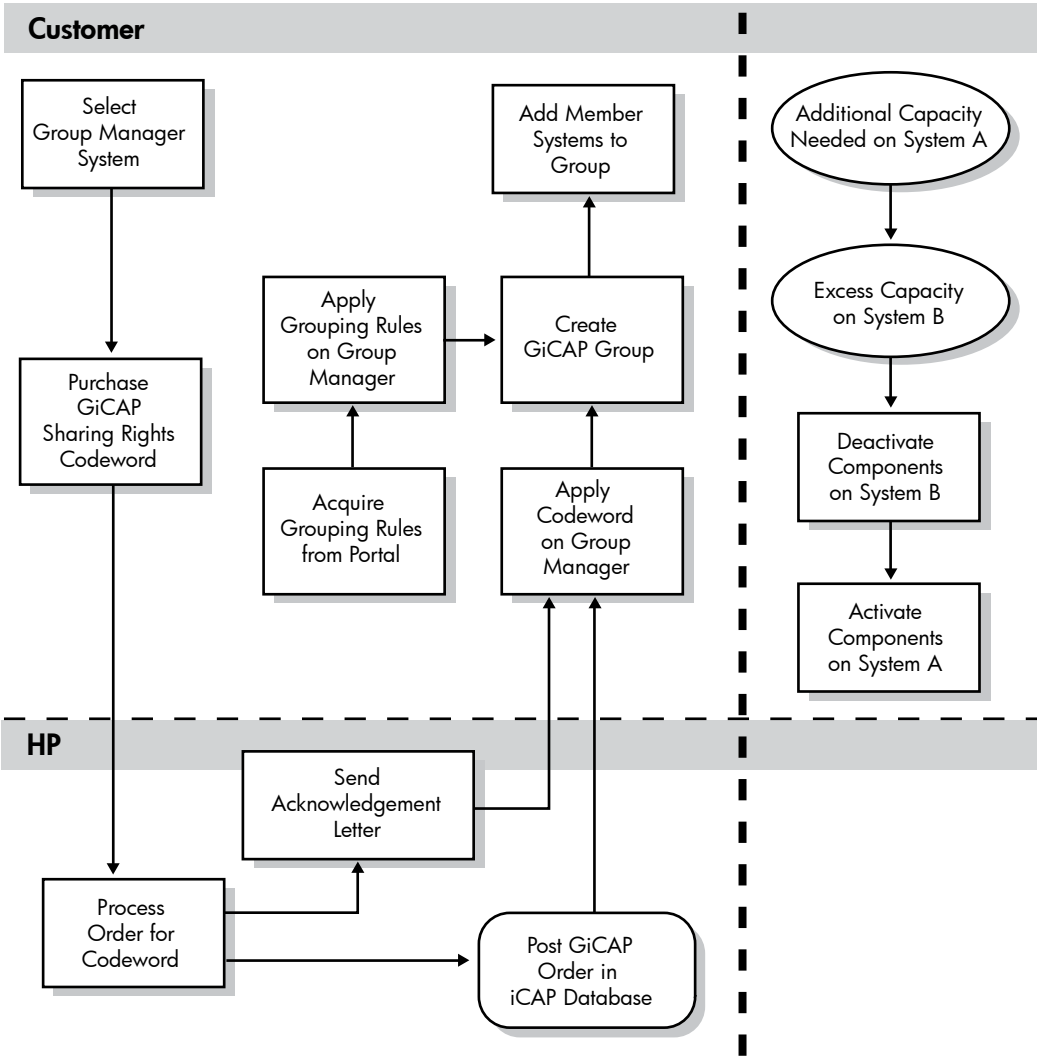 Customer
Select
Group Manager
System
Purchase
GiCAP
Sharing Rights
Codeword
Apply
Grouping Rules
on Group
Manager
Acquire
Grouping Rules
from Portal
Add Member
Systems to
Group
Create
GiCAP Group
Apply
Codeword
on Group
Manager
Additional Capacity
Needed on System A
Excess Capacity
on System B
Deactivate
Components
on System B
Activate
Components
on System A
HP
Send
Acknowledgement
Letter
Process
Order for
Codeword
Post GiCAP
Order in
iCAP Database